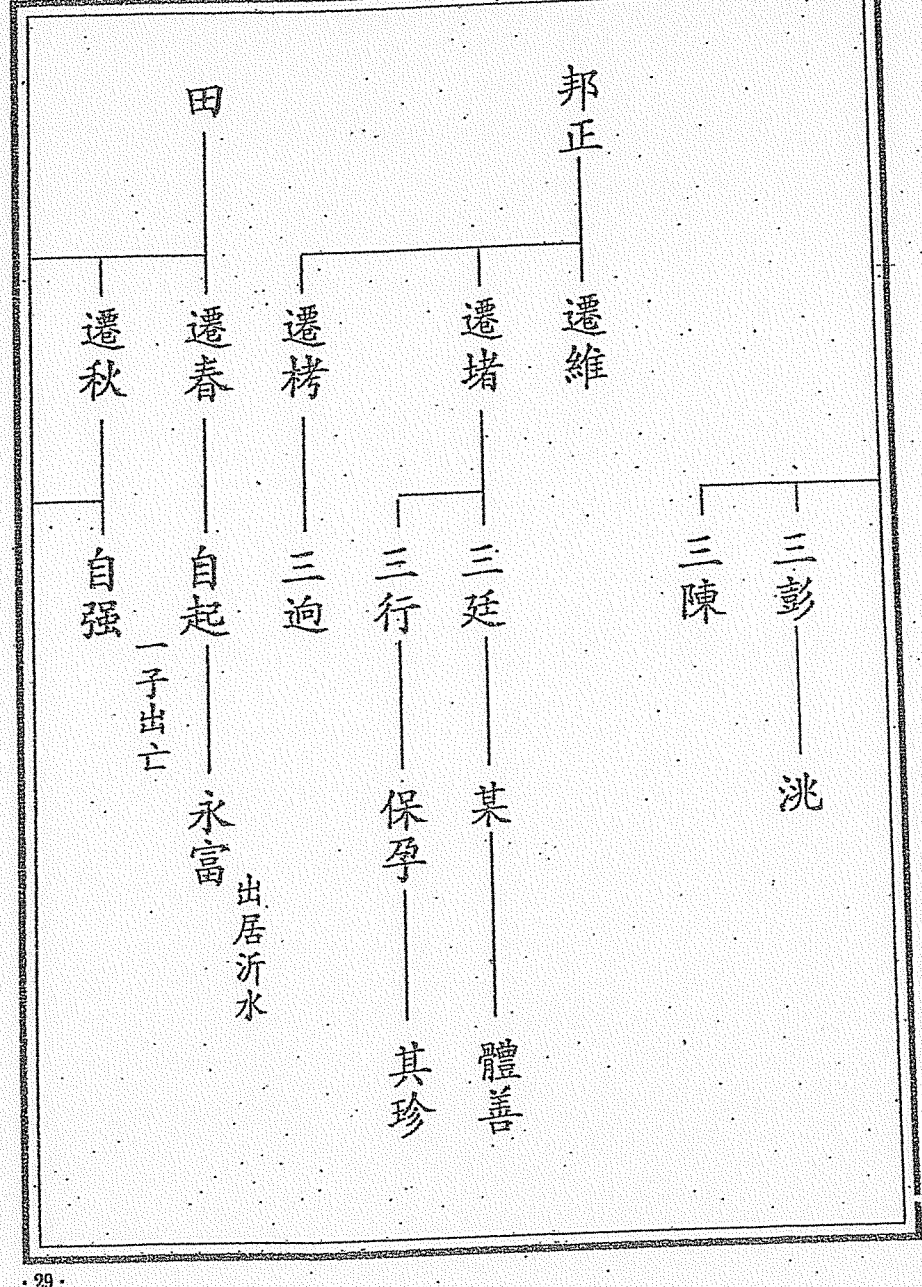 三彭
洮
三陳
邦正
遷維
遷堵
三廷
某
體善
三行
保孕
其珍
遷栲
三逈
田
遷春
自起
永富
出居沂水
遷秋
自强
一子出亡
·29·